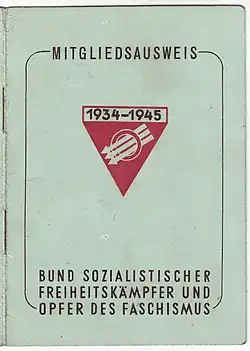 MITGLIEDSAUSWEIS
1934-1945
BUND SOZIALISTISCHER
FREIHEITSKÄMPFER UND
OPFER DES FASCHISMUS